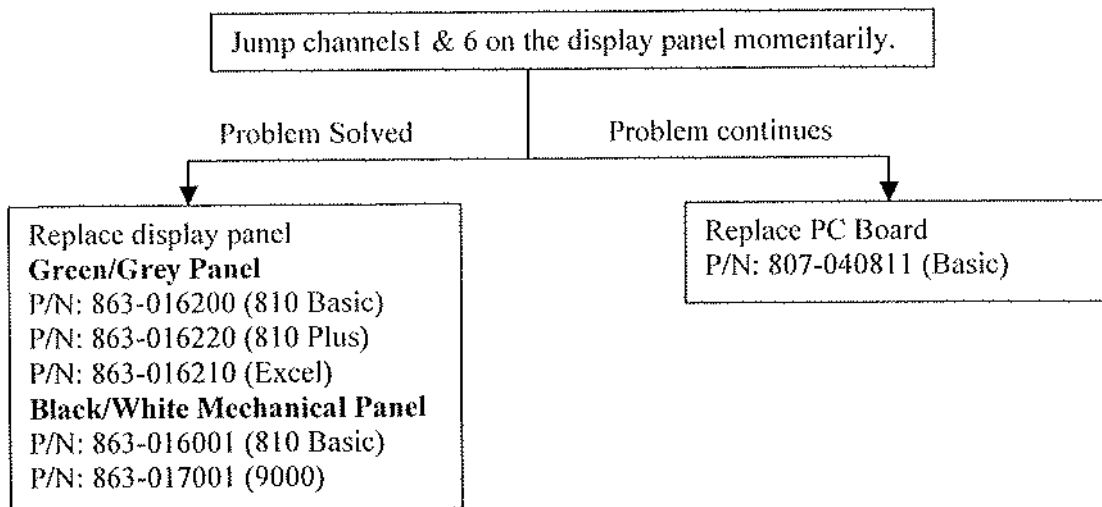 Jump channels1 & 6 on the display panel momentarily.
Problem Solved
Problem continues
Replace display panel
Green/Grey Panel
P/N: 863-016200 (810 Basic)
P/N: 863-016220 (810 Plus)
P/N: 863-016210 (Excel)
Black/White Mechanical Panel
P/N: 863-016001 (810 Basic)
P/N: 863-017001 (9000)
Replace PC Board
P/N: 807-040811 (Basic)